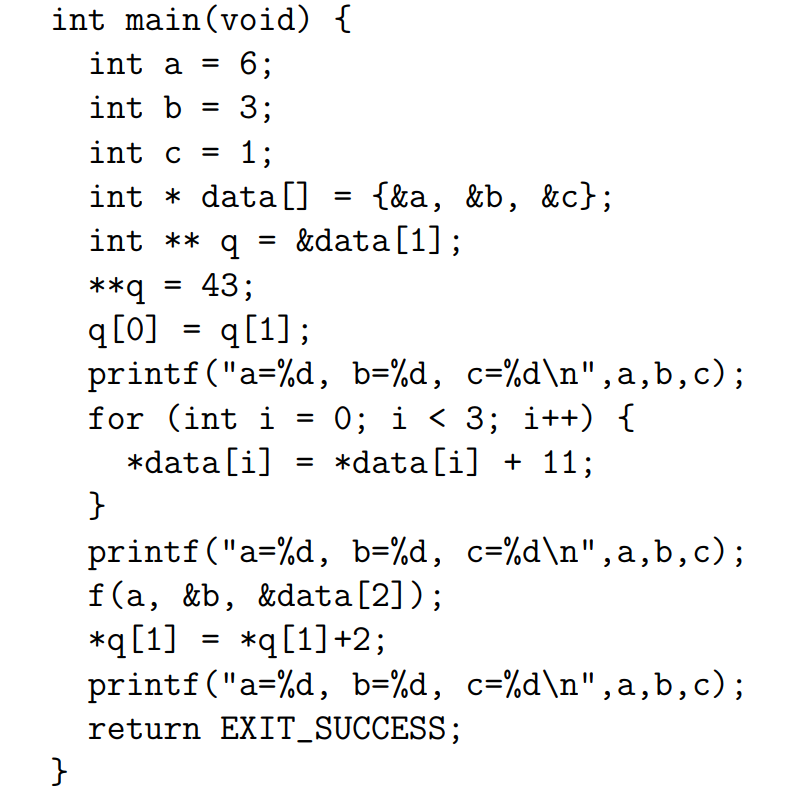 int main(void) {
  int a = 6;
  int b = 3;
  int c = 1;
  int * data[] = {&a, &b, &c};
  int ** q = &data[1];
  **q = 43;
  q[0] = q[1];
  printf("a=%d, b=%d, c=%d\n",a,b,c);
  for (int i = 0; i < 3; i++) {
    *data[i] = *data[i] + 11;
  }
  printf("a=%d, b=%d, c=%d\n",a,b,c);
  f(a, &b, &data[2]);
  *q[1] = *q[1]+2;
  printf("a=%d, b=%d, c=%d\n",a,b,c);
  return EXIT_SUCCESS;
}